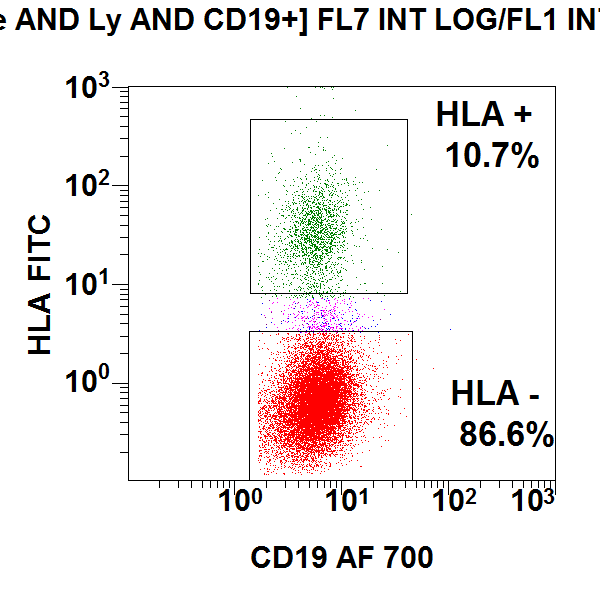 AND Ly AND CD19+] FL7 INT LOG/FL1
HLA +
10.7%
HLA -
86.6%
HLA FITC
10³
10²
10¹
10⁰
10⁰ 10¹ 10² 10³
CD19 AF 700